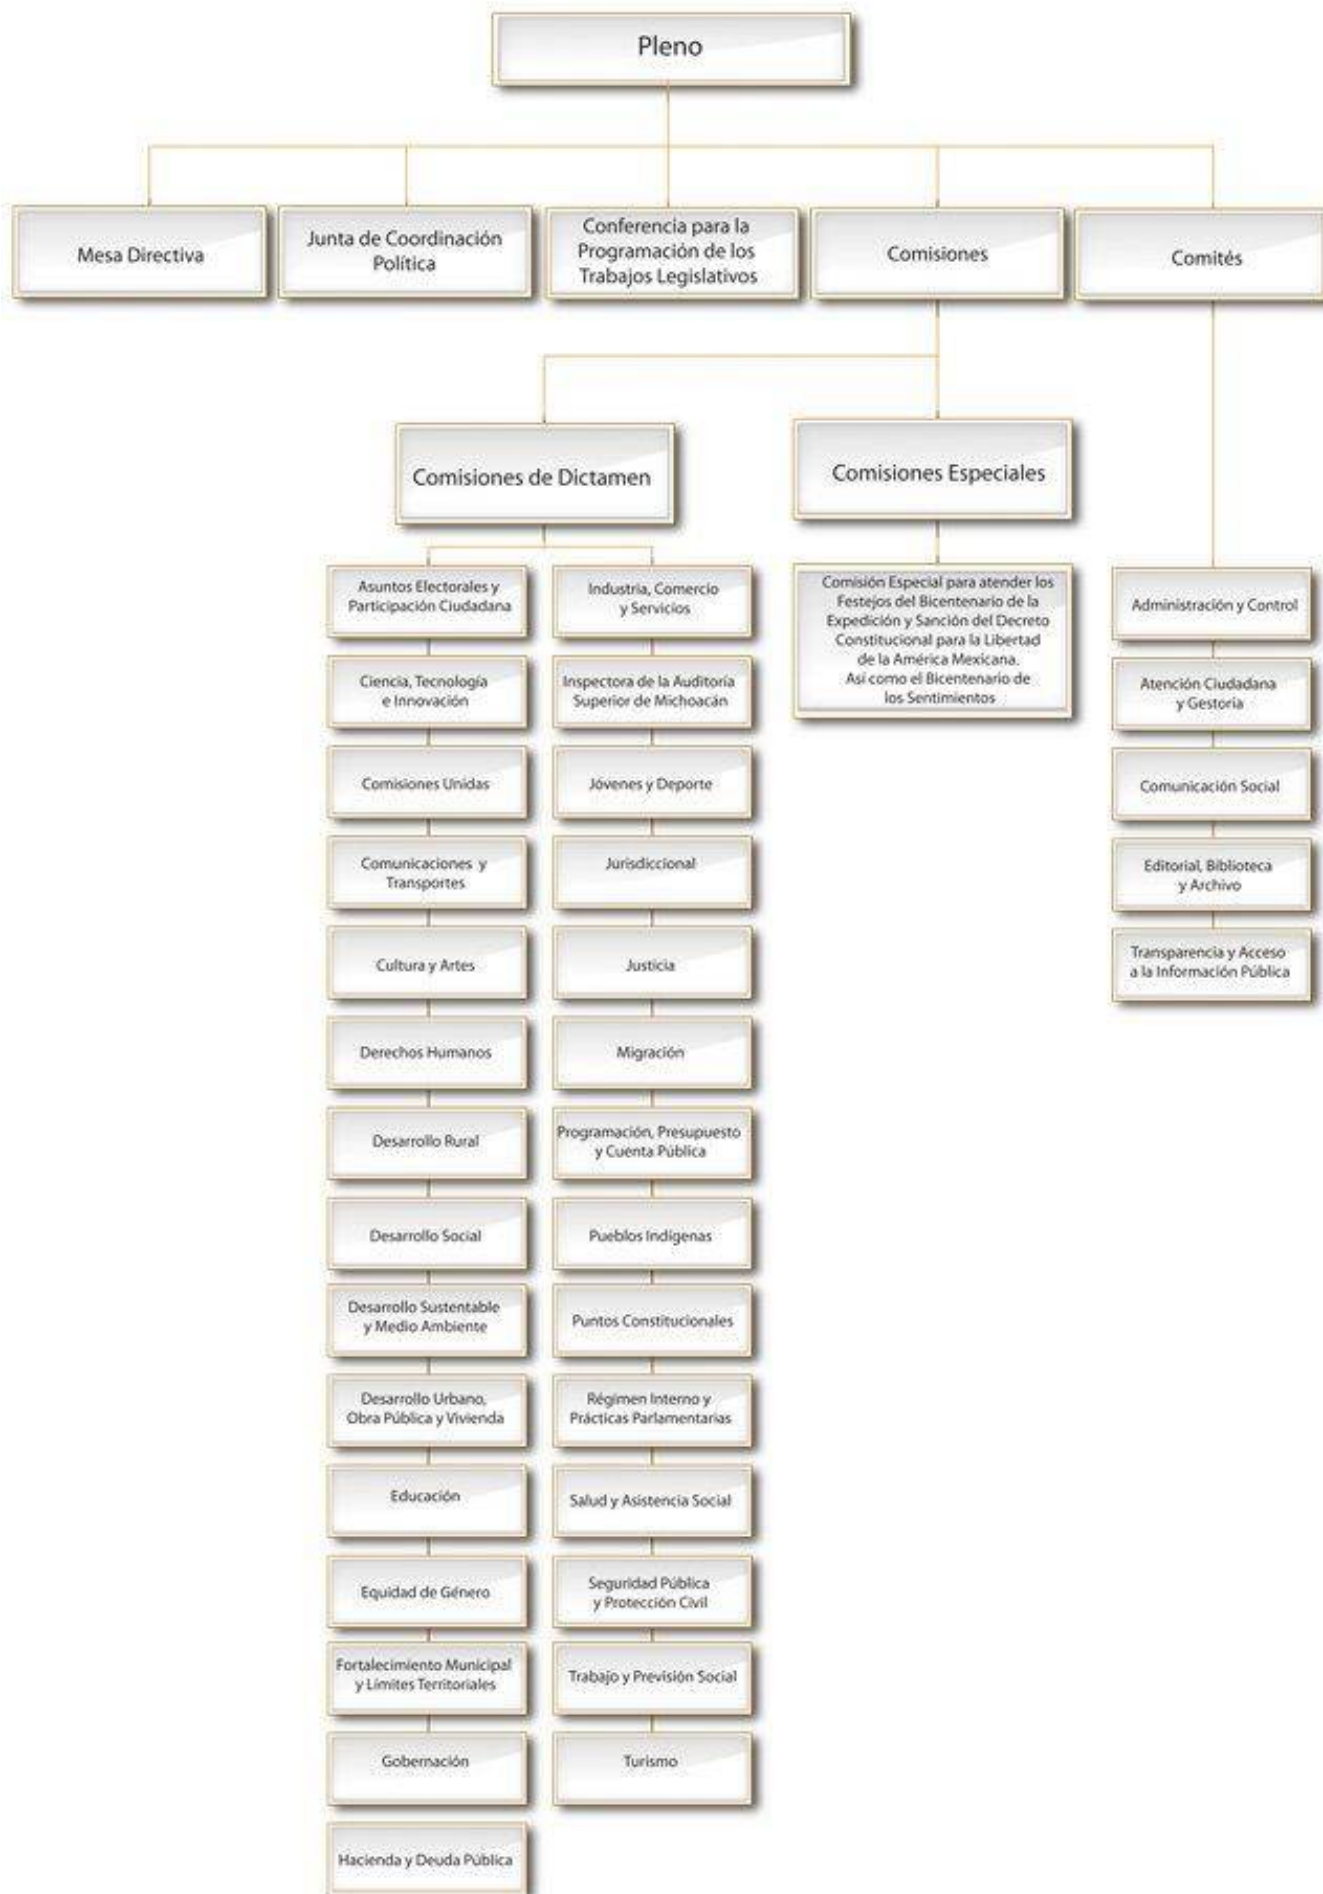 Pleno
Mesa Directiva
Junta de Coordinación
Política
Conferencia para la
Programación de los
Trabajos Legislativos
Comisiones
Comités
Comisiones de Dictamen
Comisiones Especiales
Asuntos Electorales y
Participación Ciudadana
Ciencia, Tecnología
e Innovación
Comisiones Unidas
Comunicaciones y
Transportes
Cultura y Artes
Derechos Humanos
Desarrollo Rural
Desarrollo Social
Desarrollo Sustentable
y Medio Ambiente
Desarrollo Urbano,
Obra Pública y Vivienda
Educación
Equidad de Género
Fortalecimiento Municipal
y Límites Territoriales
Gobernación
Hacienda y Deuda Pública
Industria, Comercio
y Servicios
Inspectora de la Auditoría
Superior de Michoacán
Jóvenes y Deporte
Jurisdiccional
Justicia
Migración
Programación, Presupuesto
y Cuenta Pública
Pueblos Indígenas
Puntos Constitucionales
Régimen Interno y
Prácticas Parlamentarias
Salud y Asistencia Social
Seguridad Pública
y Protección Civil
Trabajo y Previsión Social
Turismo
Comisión Especial para atender los
Festejos del Bicentenario de la
Expedición y Sanción del Decreto
Constitucional para la Libertad
de la América Mexicana.
Así como el Bicentenario de
los Sentimientos
Administración y Control
Atención Ciudadana
y Gestoría
Comunicación Social
Editorial, Biblioteca
y Archivo
Transparencia y Acceso
a la Información Pública